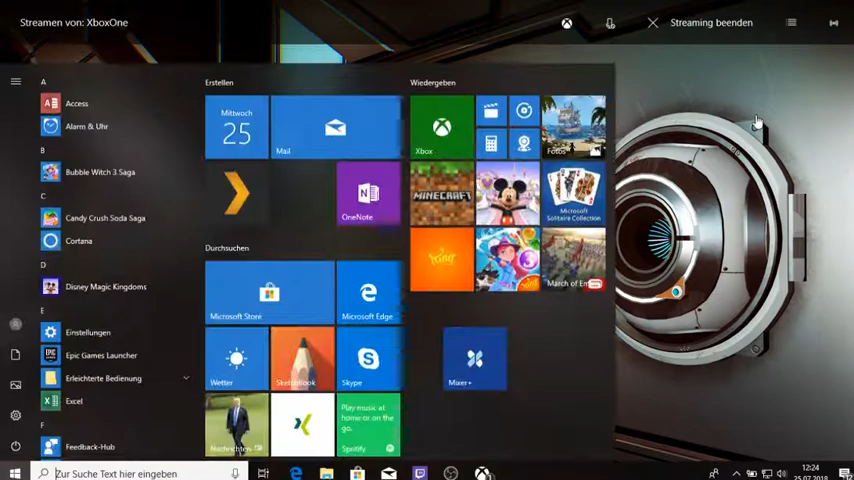 Streamen von: XboxOne
Streaming beenden
A
Access
Alarm & Uhr
B
Bubble Witch 3 Saga
C
Candy Crush Soda Saga
Cortana
D
Disney Magic Kingdoms
E
Einstellungen
Epic Games Launcher
Erleichterte Bedienung
Excel
F
Feedback-Hub
Erstellen
Mittwoch
25
Mail
OneNote
Durchsuchen
Microsoft Store
Microsoft Edge
Wetter
Sketchbook
Skype
Nachrichten
Play music at
home or on the
go.
Spotify
Wiedergeben
Xbox
Fotos
MINECRAFT
Microsoft
Solitaire Collection
King
3
March of Em
Mixer+
Zur Suche Text hier eingeben
12:24
25.07.2018